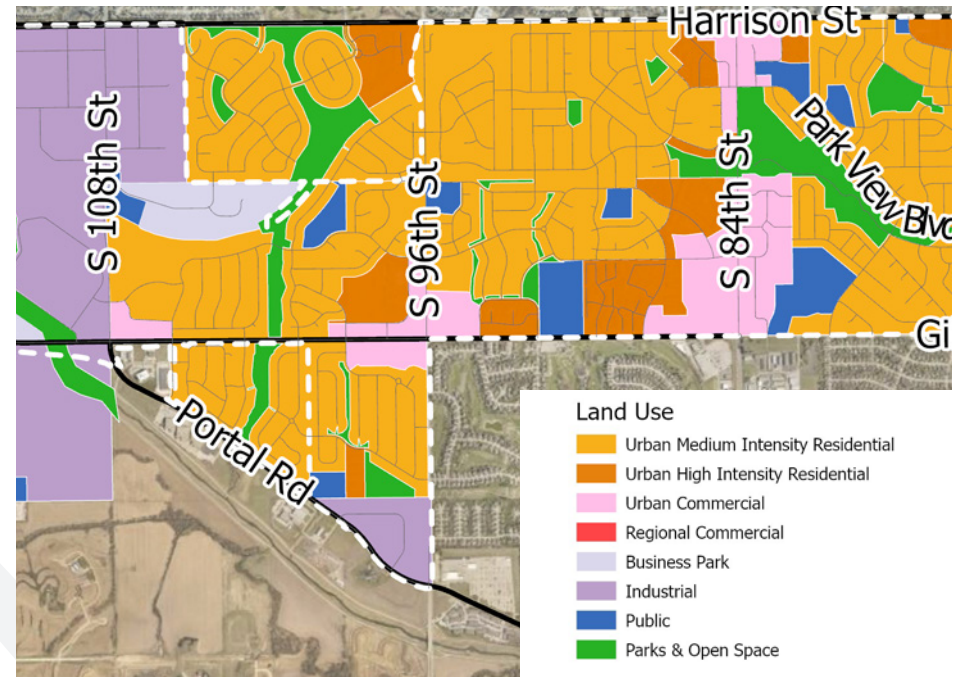 Harrison St
S 108th St
S 96th St
S 84th St
Park View Blvd
Gi
Portal Rd
Land Use
Urban Medium Intensity Residential
Urban High Intensity Residential
Urban Commercial
Regional Commercial
Business Park
Industrial
Public
Parks & Open Space